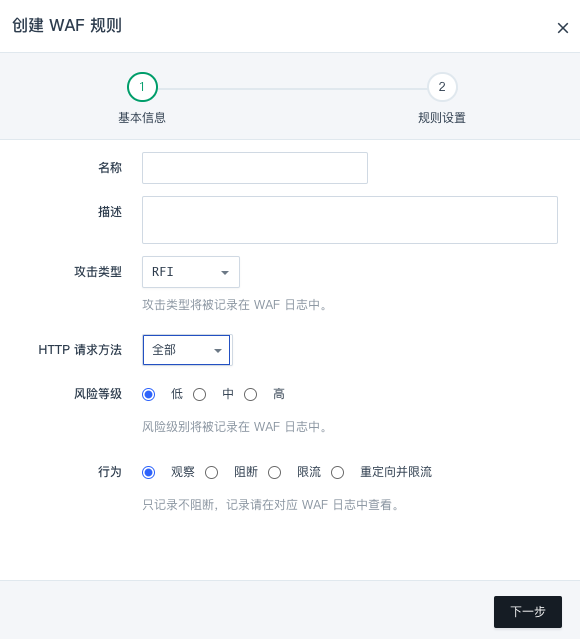 创建 WAF 规则
1
2
基本信息
规则设置
名称
描述
攻击类型
RFI
攻击类型将被记录在 WAF 日志中。
HTTP 请求方法
全部
风险等级
低 中 高
风险级别将被记录在 WAF 日志中。
行为
观察 阻断 限流 重定向并限流
只记录不阻断，记录请在对应 WAF 日志中查看。
下一步